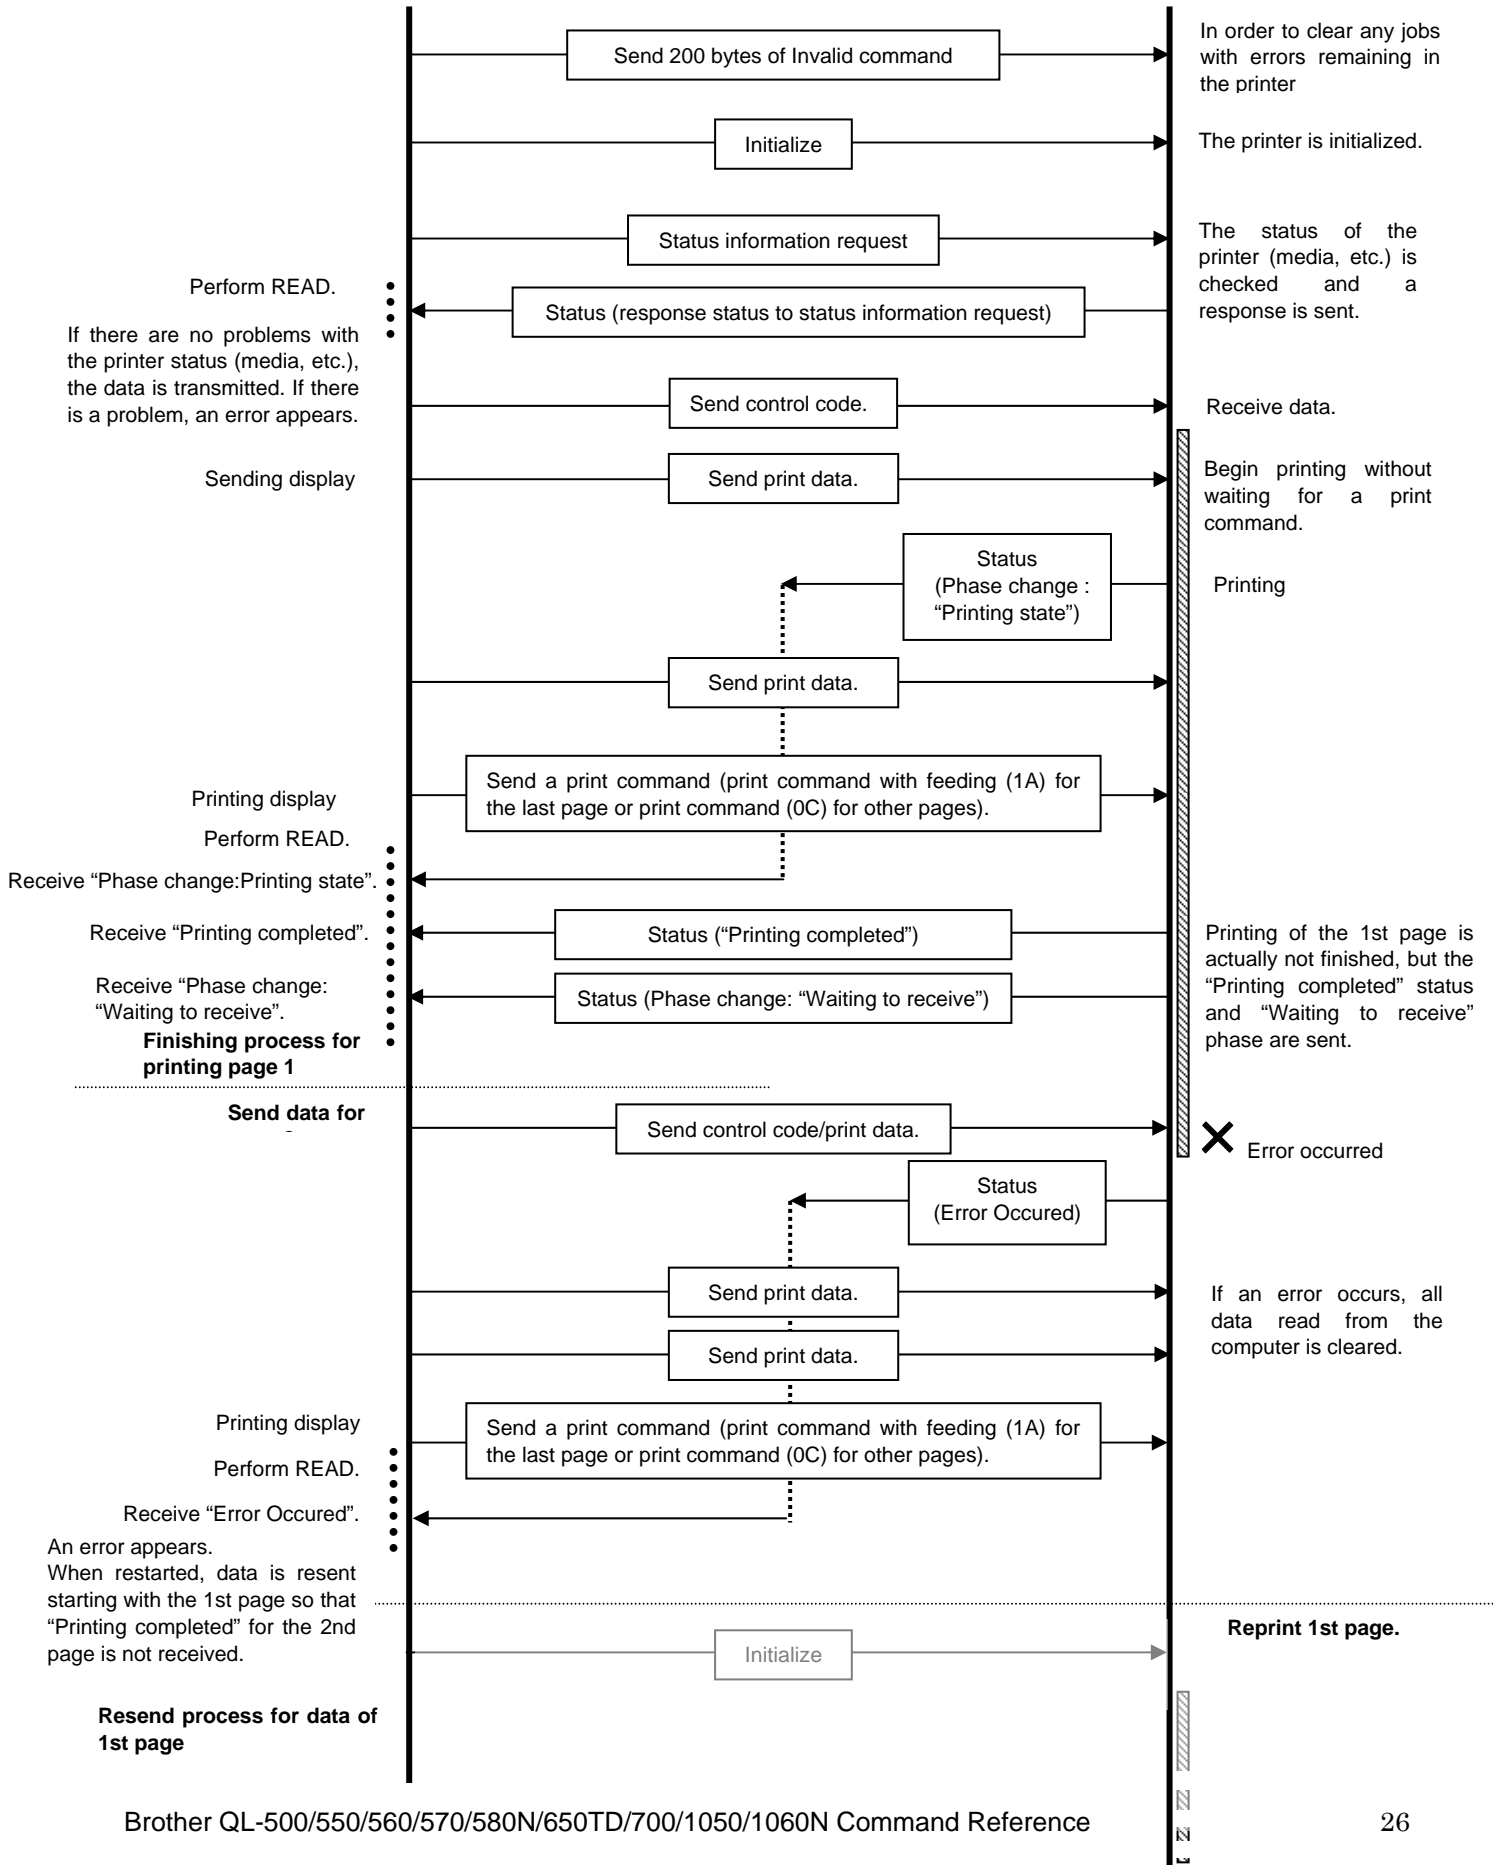 In order to clear any jobs
with errors remaining in
the printer
Send 200 bytes of Invalid command
Initialize
The printer is initialized.
Status information request
The status of the
printer (media, etc.) is
checked and a
response is sent.
Perform READ.
Status (response status to status information request)
If there are no problems with
the printer status (media, etc.),
the data is transmitted. If there
is a problem, an error appears.
Send control code.
Receive data.
Sending display
Send print data.
Begin printing without
waiting for a print
command.
Status
(Phase change :
“Printing state”)
Printing
Send print data.
Send a print command (print command with feeding (1A) for
the last page or print command (0C) for other pages).
Printing display
Perform READ.
Receive “Phase change:Printing state”.
Receive “Printing completed”.
Status (“Printing completed”)
Printing of the 1st page is
actually not finished, but the
“Printing completed” status
and “Waiting to receive”
phase are sent.
Receive “Phase change:
“Waiting to receive”.
Status (Phase change: “Waiting to receive”)
Finishing process for
printing page 1
Send data for
Send control code/print data.
Error occurred
Status
(Error Occured)
Send print data.
If an error occurs, all
data read from the
computer is cleared.
Send print data.
Printing display
Send a print command (print command with feeding (1A) for
the last page or print command (0C) for other pages).
Perform READ.
Receive “Error Occured”.
An error appears.
When restarted, data is resent
starting with the 1st page so that
“Printing completed” for the 2nd
page is not received.
Reprint 1st page.
Initialize
Resend process for data of
1st page
Brother QL-500/550/560/570/580N/650TD/700/1050/1060N Command Reference
26